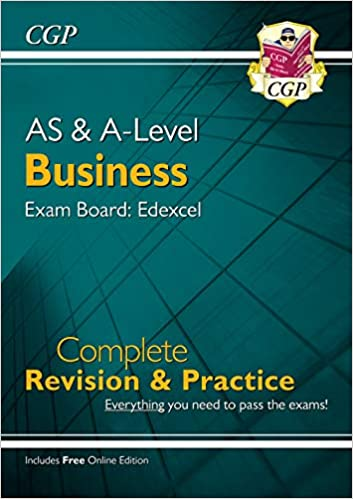 CGP
CGP
CGP
AS & A-Level
Business
Exam Board: Edexcel
Complete
Revision & Practice
Everything you need to pass the exams!
Includes Free Online Edition